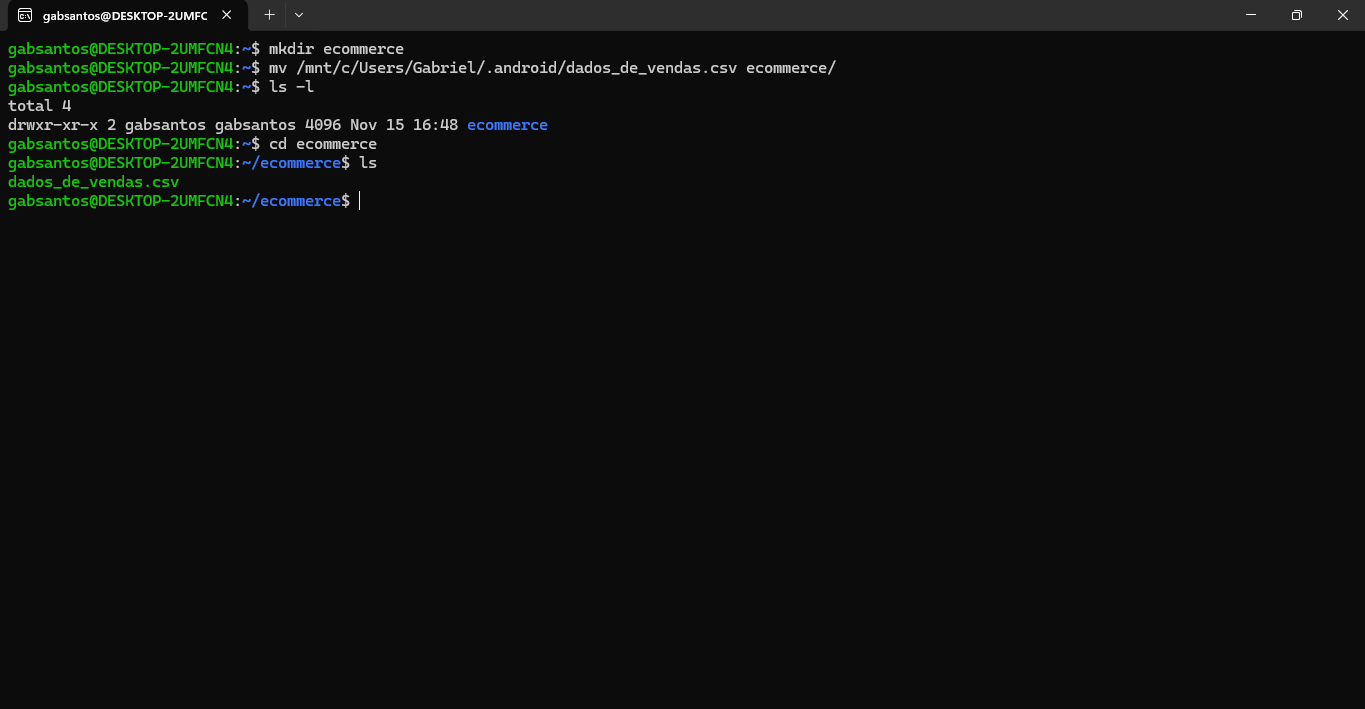 gabsantos@DESKTOP-2UMFC
gabsantos@DESKTOP-2UMFCN4:~$ mkdir ecommerce
gabsantos@DESKTOP-2UMFCN4:~$ mv /mnt/c/Users/Gabriel/.android/dados_de_vendas.csv ecommerce/
gabsantos@DESKTOP-2UMFCN4:~$ ls -l
total 4
drwxr-xr-x 2 gabsantos gabsantos 4096 Nov 15 16:48 ecommerce
gabsantos@DESKTOP-2UMFCN4:~$ cd ecommerce
gabsantos@DESKTOP-2UMFCN4:~/ecommerce$ ls
dados_de_vendas.csv
gabsantos@DESKTOP-2UMFCN4:~/ecommerce$